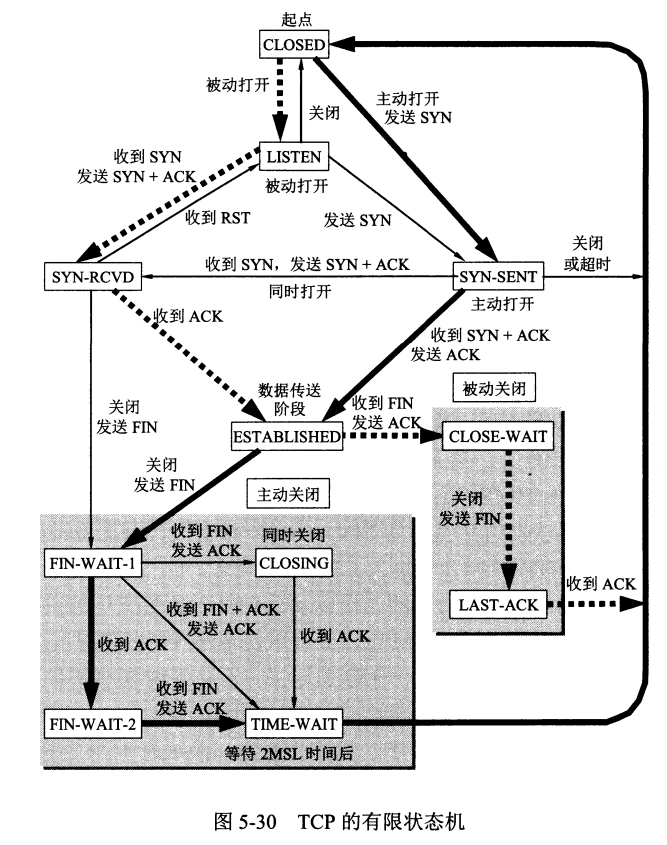 起点
CLOSED
被动打开
关闭
主动打开
发送 SYN
收到 SYN
发送 SYN + ACK
LISTEN
被动打开
收到 RST
发送 SYN
关闭
或超时
SYN-RCVD
收到 SYN，发送 SYN + ACK
同时打开
SYN-SENT
主动打开
收到 ACK
收到 SYN + ACK
发送 ACK
数据传送
阶段
被动关闭
关闭
发送 FIN
收到 FIN
发送 ACK
ESTABLISHED
CLOSE-WAIT
关闭
发送 FIN
主动关闭
关闭
发送 FIN
收到 FIN
发送 ACK
同时关闭
FIN-WAIT-1
CLOSING
LAST-ACK
收到 ACK
收到 FIN + ACK
发送 ACK
收到 ACK
收到 ACK
收到 FIN
发送 ACK
FIN-WAIT-2
TIME-WAIT
等待 2MSL 时间后
图 5-30 TCP 的有限状态机